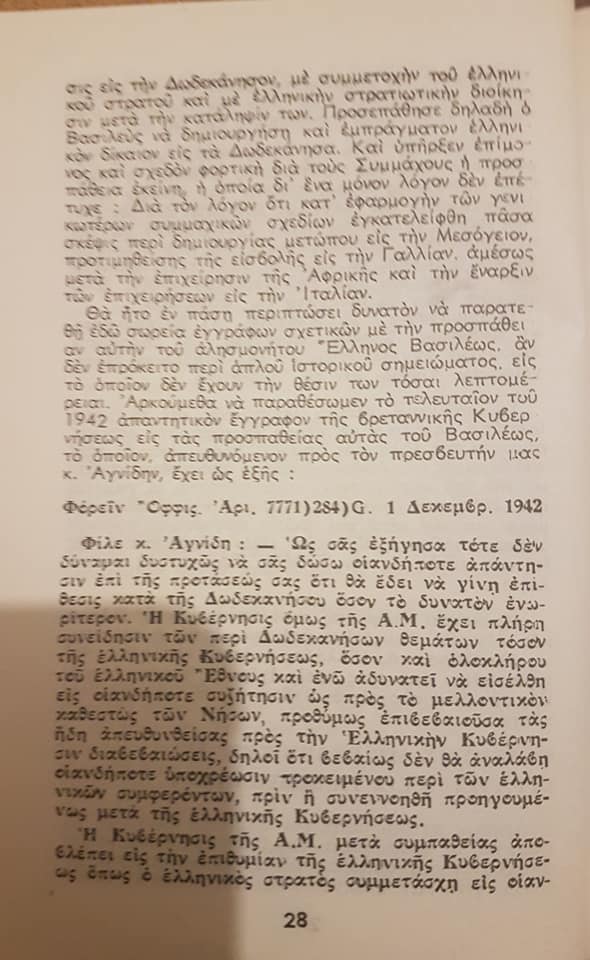 σις εἰς τὴν Δωδεκάνησον, μὲ συμμετοχὴν τοῦ ἑλληνι
κοῦ στρατοῦ καὶ μὲ ἑλληνικὴν στρατιωτικὴν διοίκη-
σιν μετὰ τὴν κατάληψίν των. Προσεπάθησε δηλαδὴ ὁ
Βασιλεὺς νὰ δημιουργήση καὶ ἐμπράγματον ἑλληνι
κὸν δίκαιον εἰς τὰ Δωδεκάνησα. Καὶ ὑπῆρξεν ἐπίμο-
νος καὶ σχεδὸν φορτικὴ διὰ τοὺς Συμμάχους ἡ προσ
πάθεια ἐκείνη, ἡ ὁποία δι' ἕνα μόνον λόγον δὲν ἐπέ-
τυχε : Διὰ τὸν λόγον ὅτι κατ' ἐφαρμογὴν τῶν γενι
κωτέρων συμμαχικῶν σχεδίων ἐγκατελείφθη πᾶσα
σκέψις περὶ δημιουργίας μετώπου εἰς τὴν Μεσόγειον,
προτιμηθείσης τῆς εἰσβολῆς εἰς τὴν Γαλλίαν, ἀμέσως
μετὰ τὴν ἐπιχείρησιν τῆς Ἀφρικῆς καὶ τὴν ἔναρξιν
τῶν ἐπιχειρήσεων εἰς τὴν Ἰταλίαν.
Θὰ ἦτο ἐν πάση περιπτώσει δυνατὸν νὰ παρατε-
θῆ ἐδῶ σωρεία ἐγγράφων σχετικῶν μὲ τὴν προσπάθει
αν αὐτὴν τοῦ ἀλησμονήτου Ἕλληνος Βασιλέως, ἂν
δὲν ἐπρόκειτο περὶ ἁπλοῦ ἱστορικοῦ σημειώματος, εἰς
τὸ ὁποῖον δὲν ἔχουν τὴν θέσιν των τόσαι λεπτομέ-
ρειαι. Ἀρκούμεθα νὰ παραθέσωμεν τὸ τελευταῖον τοῦ
1942 ἀπαντητικὸν ἔγγραφον τῆς βρεταννικῆς Κυβερ
νήσεως εἰς τὰς προσπαθείας αὐτὰς τοῦ Βασιλέως,
τὸ ὁποῖον, ἀπευθυνόμενον πρὸς τὸν πρεσβευτήν μας
κ. Ἀγνίδην, ἔχει ὡς ἑξῆς :
Φόρεϊν Ὄφφις. Ἀρι. 7771)284)G. 1 Δεκεμβρ. 1942
Φίλε κ. Ἀγνίδη : — Ὡς σᾶς ἐξήγησα τότε δὲν
δύναμαι δυστυχῶς νὰ σᾶς δώσω οἱανδήποτε ἀπάντη-
σιν ἐπὶ τῆς προτάσεώς σας ὅτι θὰ ἔδει νὰ γίνη ἐπί-
θεσις κατὰ τῆς Δωδεκανήσου ὅσον τὸ δυνατὸν ἐνω-
ρίτερον. Ἡ Κυβέρνησις ὅμως τῆς Α.Μ. ἔχει πλήρη
συνείδησιν τῶν περὶ Δωδεκανήσων θεμάτων τόσον
τῆς ἑλληνικῆς Κυβερνήσεως, ὅσον καὶ ὁλοκλήρου
τοῦ ἑλληνικοῦ Ἔθνους καὶ ἐνῶ ἀδυνατεῖ νὰ εἰσέλθη
εἰς οἱανδήποτε συζήτησιν ὡς πρὸς τὸ μελλοντικὸν
καθεστὼς τῶν Νήσων, προθύμως ἐπιβεβαιοῦσα τὰς
ἤδη ἀπευθυνθείσας πρὸς τὴν Ἑλληνικὴν Κυβέρνη-
σιν διαβεβαιώσεις, δηλοῖ ὅτι βεβαίως δὲν θὰ ἀναλάβη
οἱανδήποτε ὑποχρέωσιν προκειμένου περὶ τῶν ἑλλη-
νικῶν συμφερόντων, πρὶν ἢ συνεννοηθῆ προηγουμέ-
νως μετὰ τῆς ἑλληνικῆς Κυβερνήσεως.
Ἡ Κυβέρνησις τῆς Α.Μ. μετὰ συμπαθείας ἀπο-
βλέπει εἰς τὴν ἐπιθυμίαν τῆς ἑλληνικῆς Κυβερνήσε-
ως ὅπως ὁ ἑλληνικὸς στρατὸς συμμετάσχη εἰς οἱαν-
28